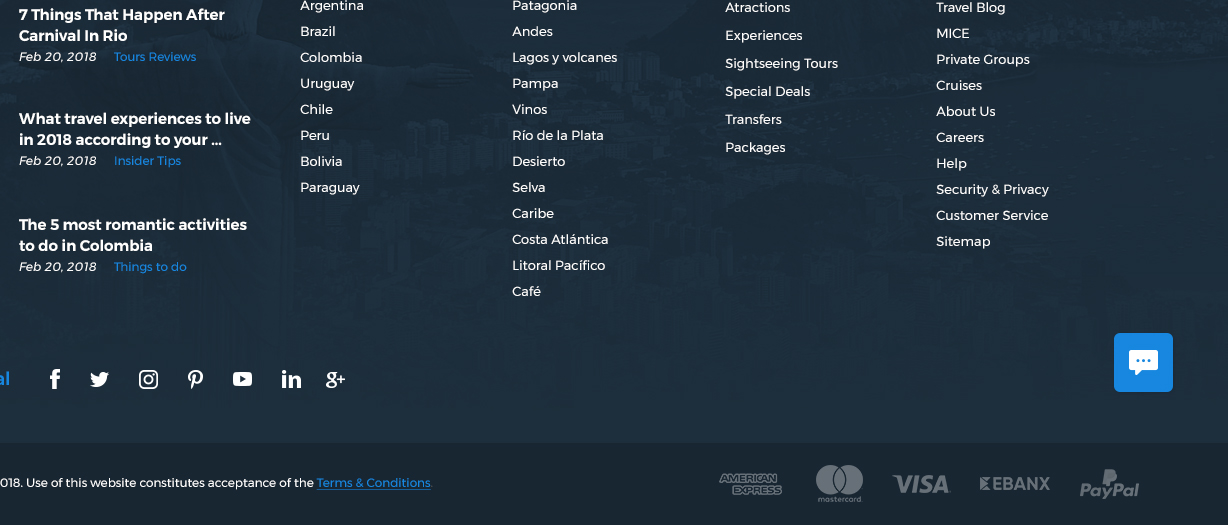 7 Things That Happen After
Carnival In Rio
Feb 20, 2018 Tours Reviews
What travel experiences to live
in 2018 according to your ...
Feb 20, 2018 Insider Tips
The 5 most romantic activities
to do in Colombia
Feb 20, 2018 Things to do
Argentina
Brazil
Colombia
Uruguay
Chile
Peru
Bolivia
Paraguay
Patagonia
Andes
Lagos y volcanes
Pampa
Vinos
Río de la Plata
Desierto
Selva
Caribe
Costa Atlántica
Litoral Pacífico
Café
Atractions
Experiences
Sightseeing Tours
Special Deals
Transfers
Packages
Travel Blog
MICE
Private Groups
Cruises
About Us
Careers
Help
Security & Privacy
Customer Service
Sitemap
al
018. Use of this website constitutes acceptance of the Terms & Conditions.
AMERICAN
EXPRESS
mastercard
VISA
EBANX
PayPal